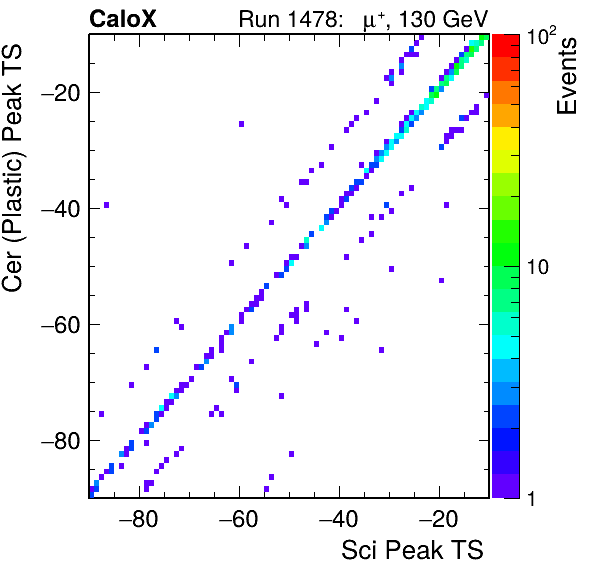 CaloX Run 1478: μ⁺, 130 GeV
Cer (Plastic) Peak TS
−20
−40
−60
−80
−80 −60 −40 −20
Sci Peak TS
10²
10
1
Events